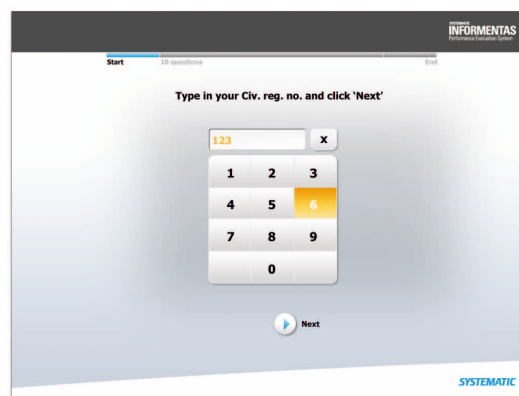 SYSTEMATIC
INFORMENTAS
Performance Evaluation System
Start 10 questions End
Type in your Civ. reg. no. and click ‘Next’
123 X
1 2 3
4 5 6
7 8 9
0
Next
SYSTEMATIC